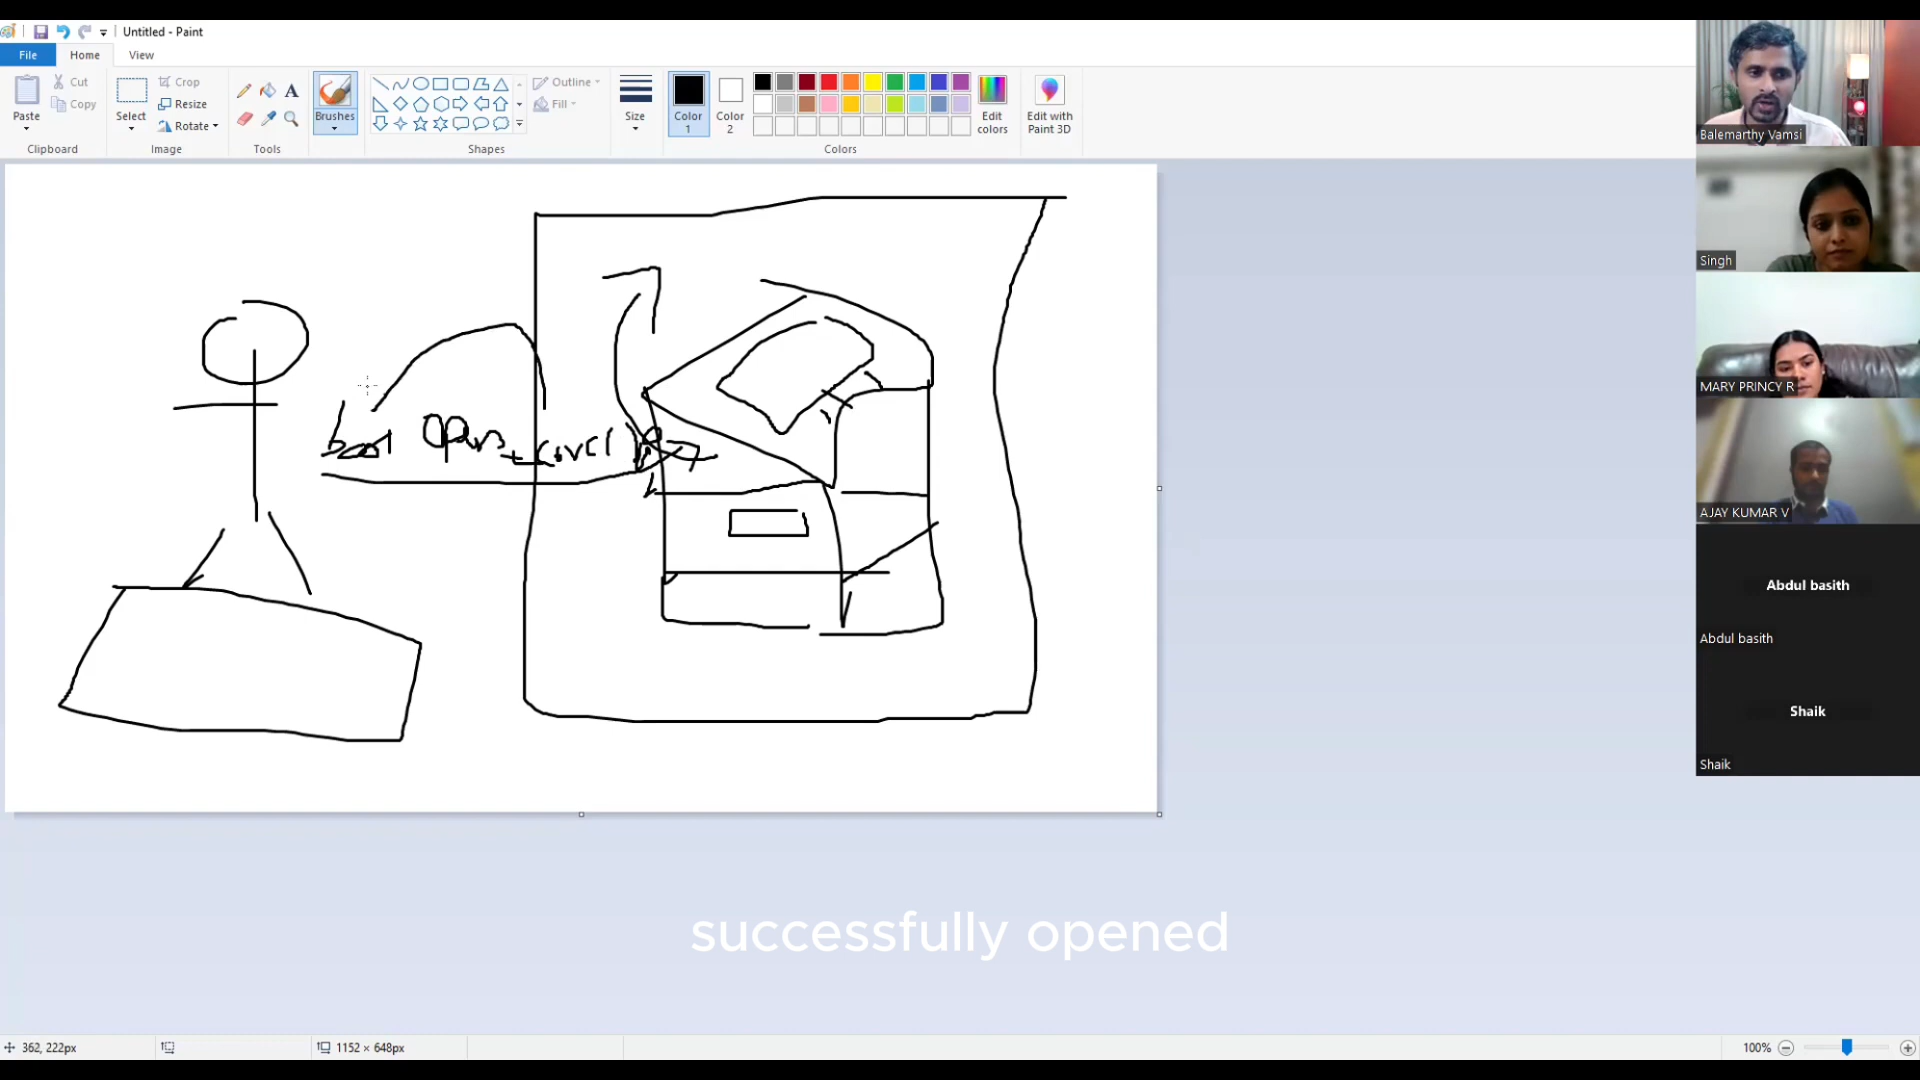 Untitled - Paint
File Home View
Paste
Cut
Copy
Clipboard
Select
Crop
Resize
Rotate
Image
Tools
Brushes
Shapes
Outline
Fill
Size
Color 1
Color 2
Edit colors
Edit with Paint 3D
Colors
bool Open
successfully opened
Balemarthy Vamsi
Singh
MARY PRINCY R
AJAY KUMAR V
Abdul basith
Abdul basith
Shaik
Shaik
362, 222px
1152 × 648px
100%